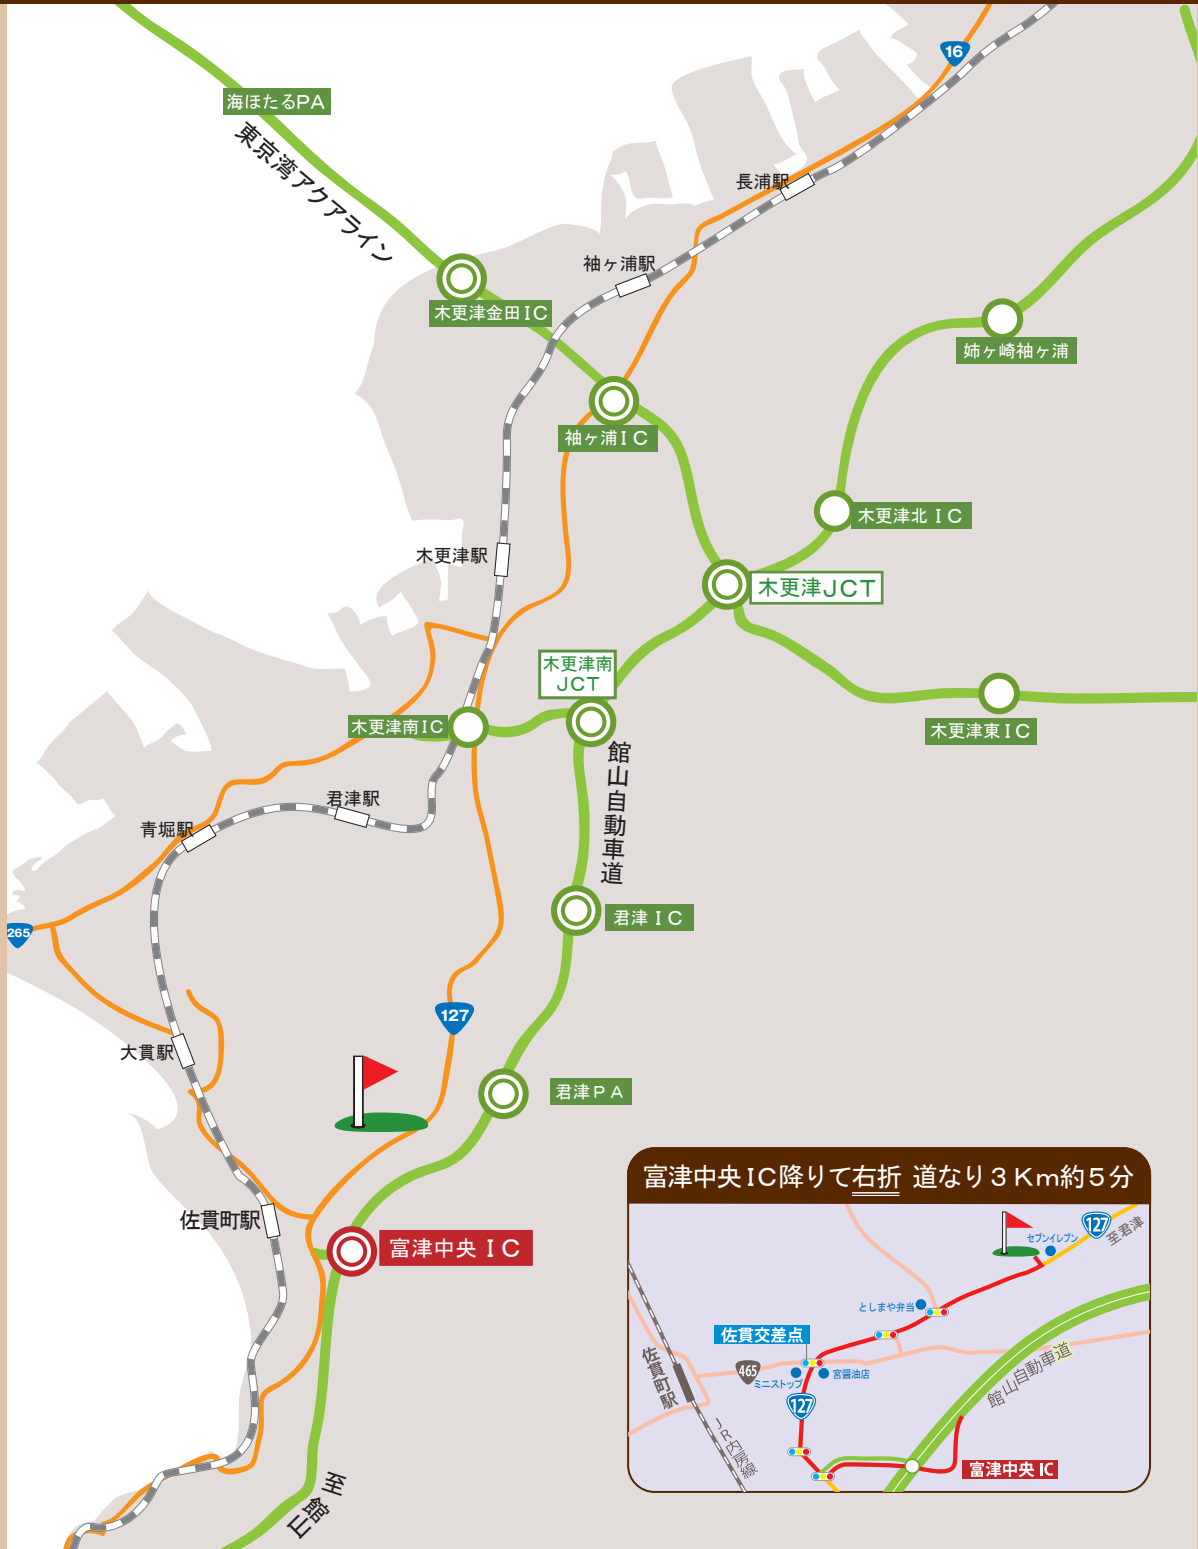 16
海ほたるPA
東京湾アクアライン
長浦駅
袖ヶ浦駅
木更津金田IC
姉ヶ崎袖ヶ浦
袖ヶ浦IC
木更津北IC
木更津駅
木更津JCT
木更津南
JCT
木更津南IC
木更津東IC
館山自動車道
君津駅
青堀駅
君津IC
265
127
大貫駅
君津PA
佐貫町駅
富津中央IC
至館山
富津中央IC降りて右折 道なり3Km約5分
127
至君津
セブンイレブン
としまや弁当
佐貫交差点
佐貫町駅
465
ミニストップ
宮醤油店
127
館山自動車道
JR内房線
富津中央IC